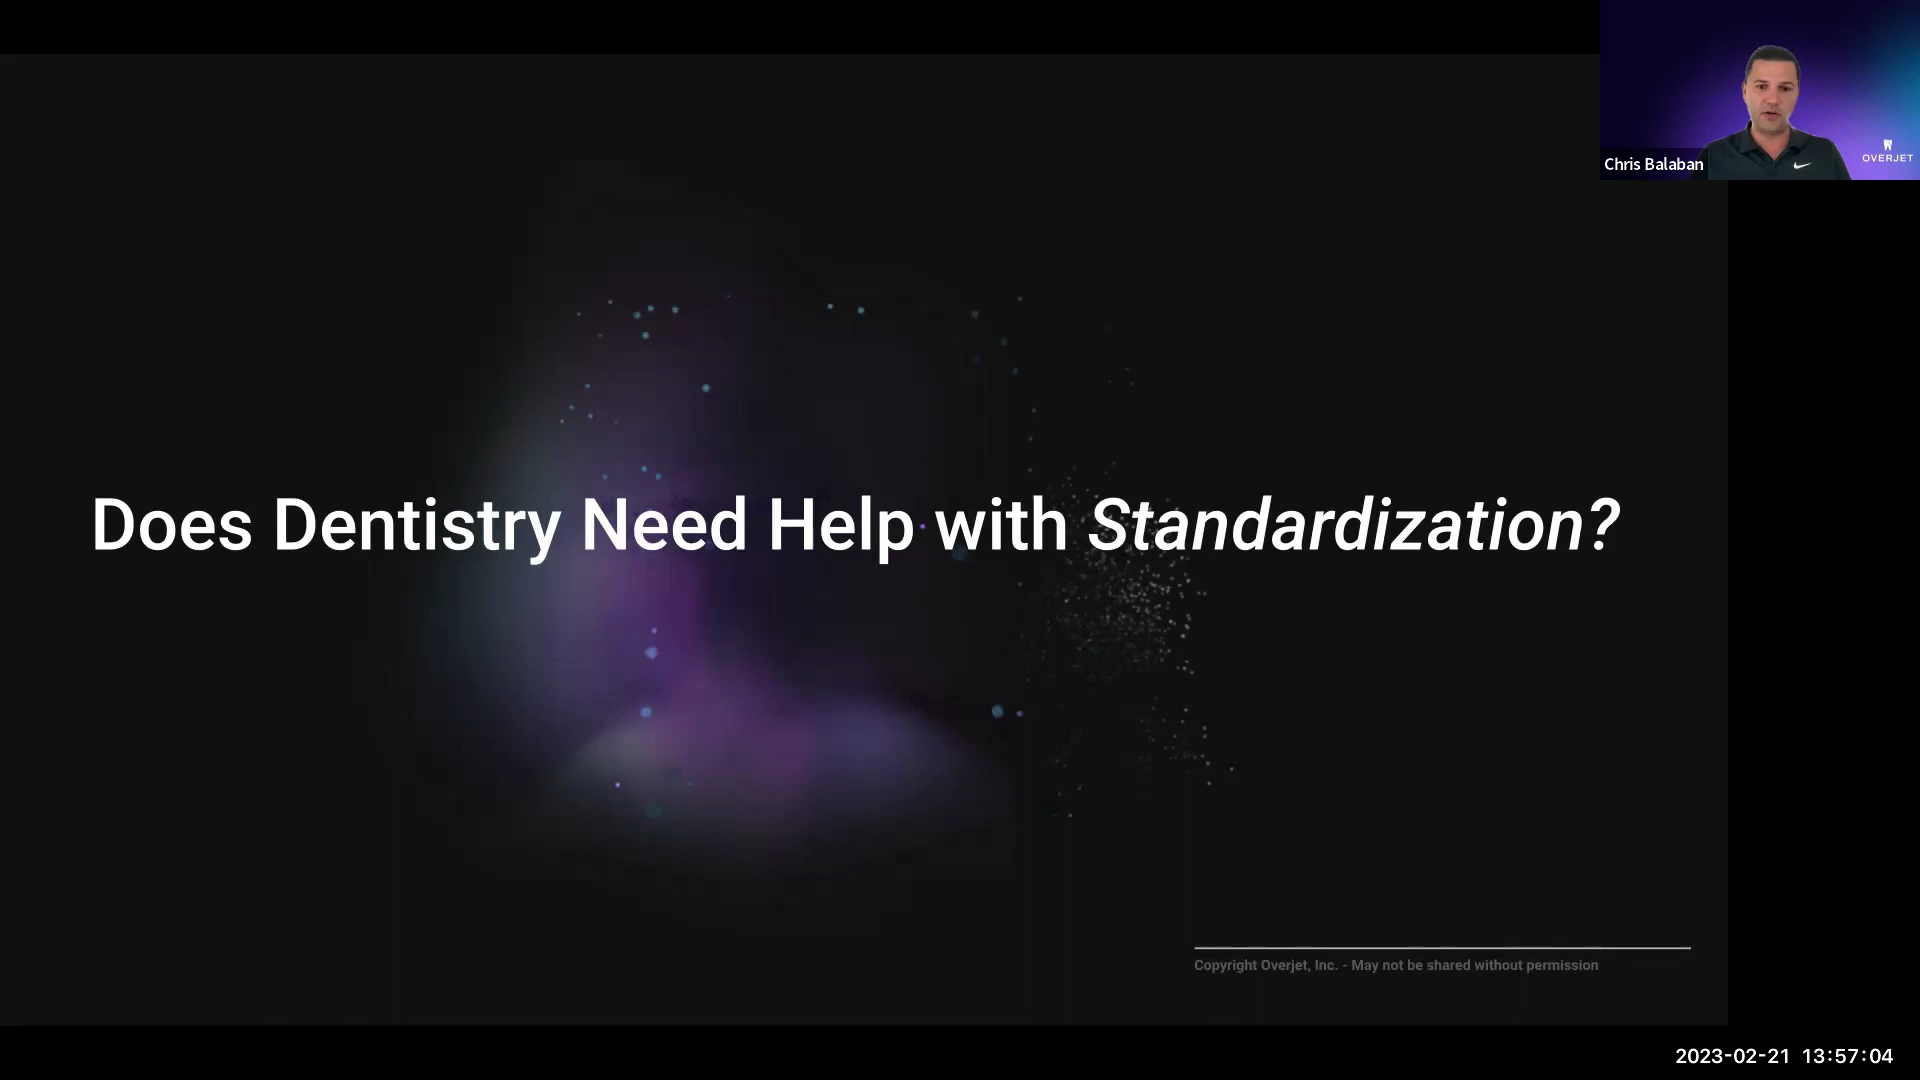 Chris Balaban
OVERJET
Does Dentistry Need Help with Standardization?
Copyright Overjet, Inc. - May not be shared without permission
2023-02-21 13:57:04